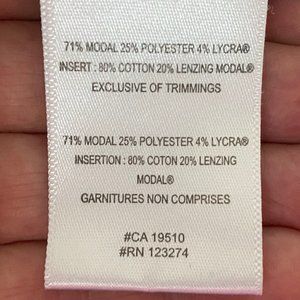 71% MODAL 25% POLYESTER 4% LYCRA®
INSERT : 80% COTTON 20% LENZING MODAL®
EXCLUSIVE OF TRIMMINGS
71% MODAL 25% POLYESTER 4% LYCRA®
INSERTION : 80% COTON 20% LENZING
MODAL®
GARNITURES NON COMPRISES
#CA 19510
#RN 123274